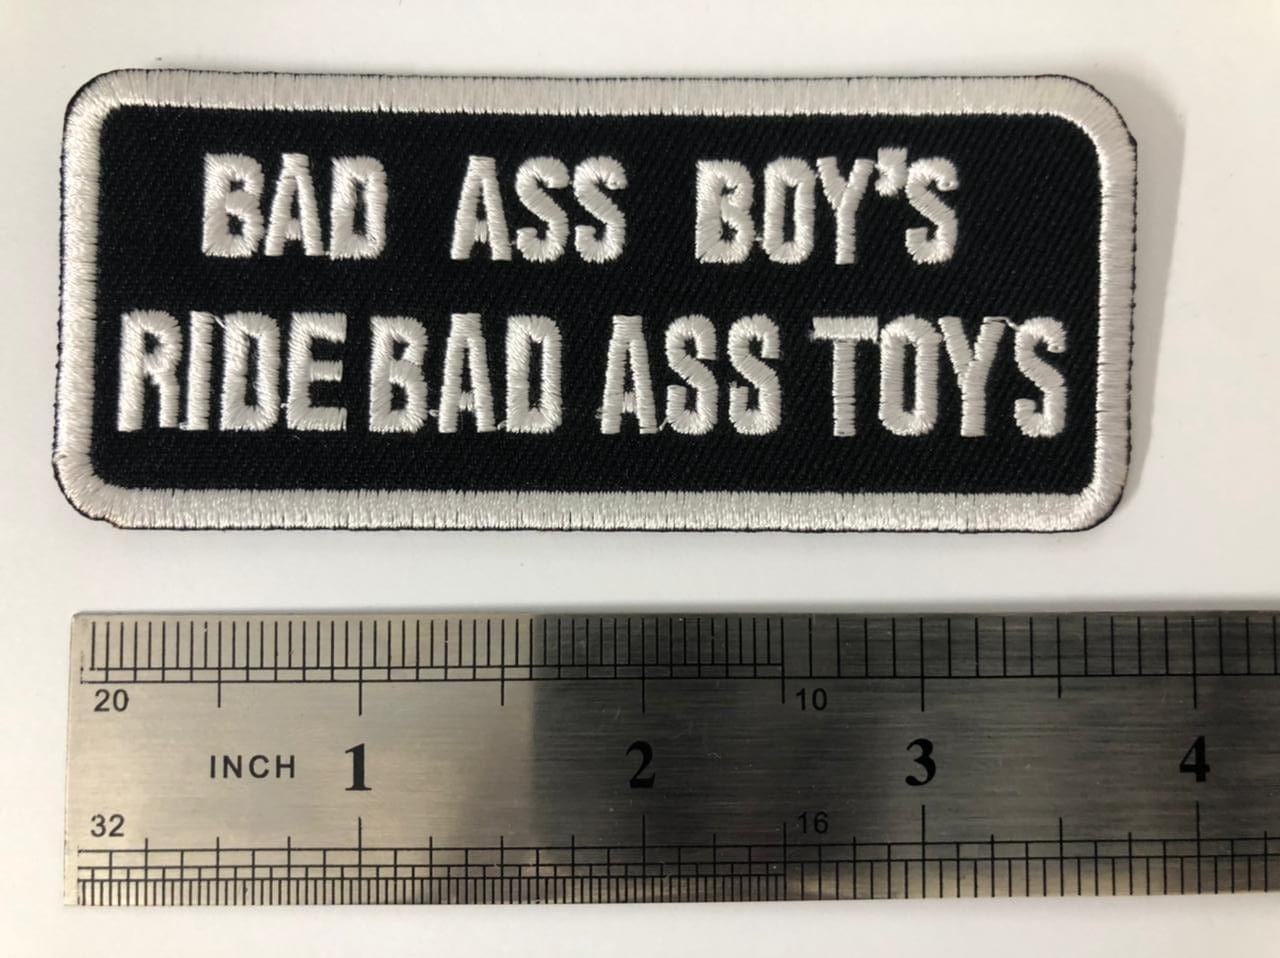 BAD ASS BOY'S
RIDE BAD ASS TOYS
20 10
INCH 1 2 3 4
32 16